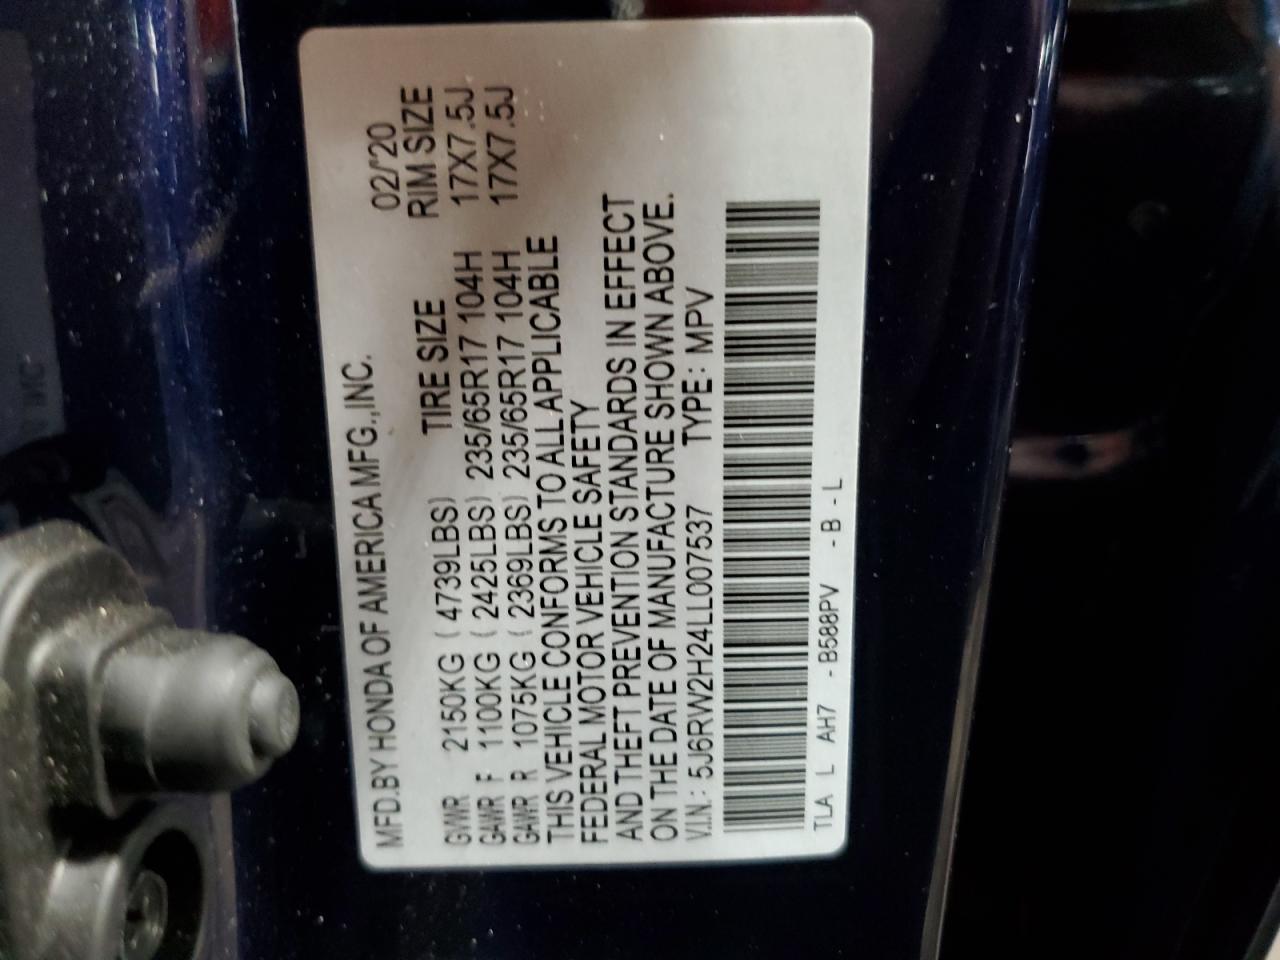 MFD.BY HONDA OF AMERICA MFG.,INC. 02/'20
TIRE SIZE RIM SIZE
GVWR 2150KG ( 4739LBS)
GAWR F 1100KG ( 2425LBS) 235/65R17 104H 17X7.5J
GAWR R 1075KG ( 2369LBS) 235/65R17 104H 17X7.5J
THIS VEHICLE CONFORMS TO ALL APPLICABLE
FEDERAL MOTOR VEHICLE SAFETY
AND THEFT PREVENTION STANDARDS IN EFFECT
ON THE DATE OF MANUFACTURE SHOWN ABOVE.
V.I.N.: 5J6RW2H24LL007537 TYPE: MPV
TLA L AH7 - B588PV - B - L